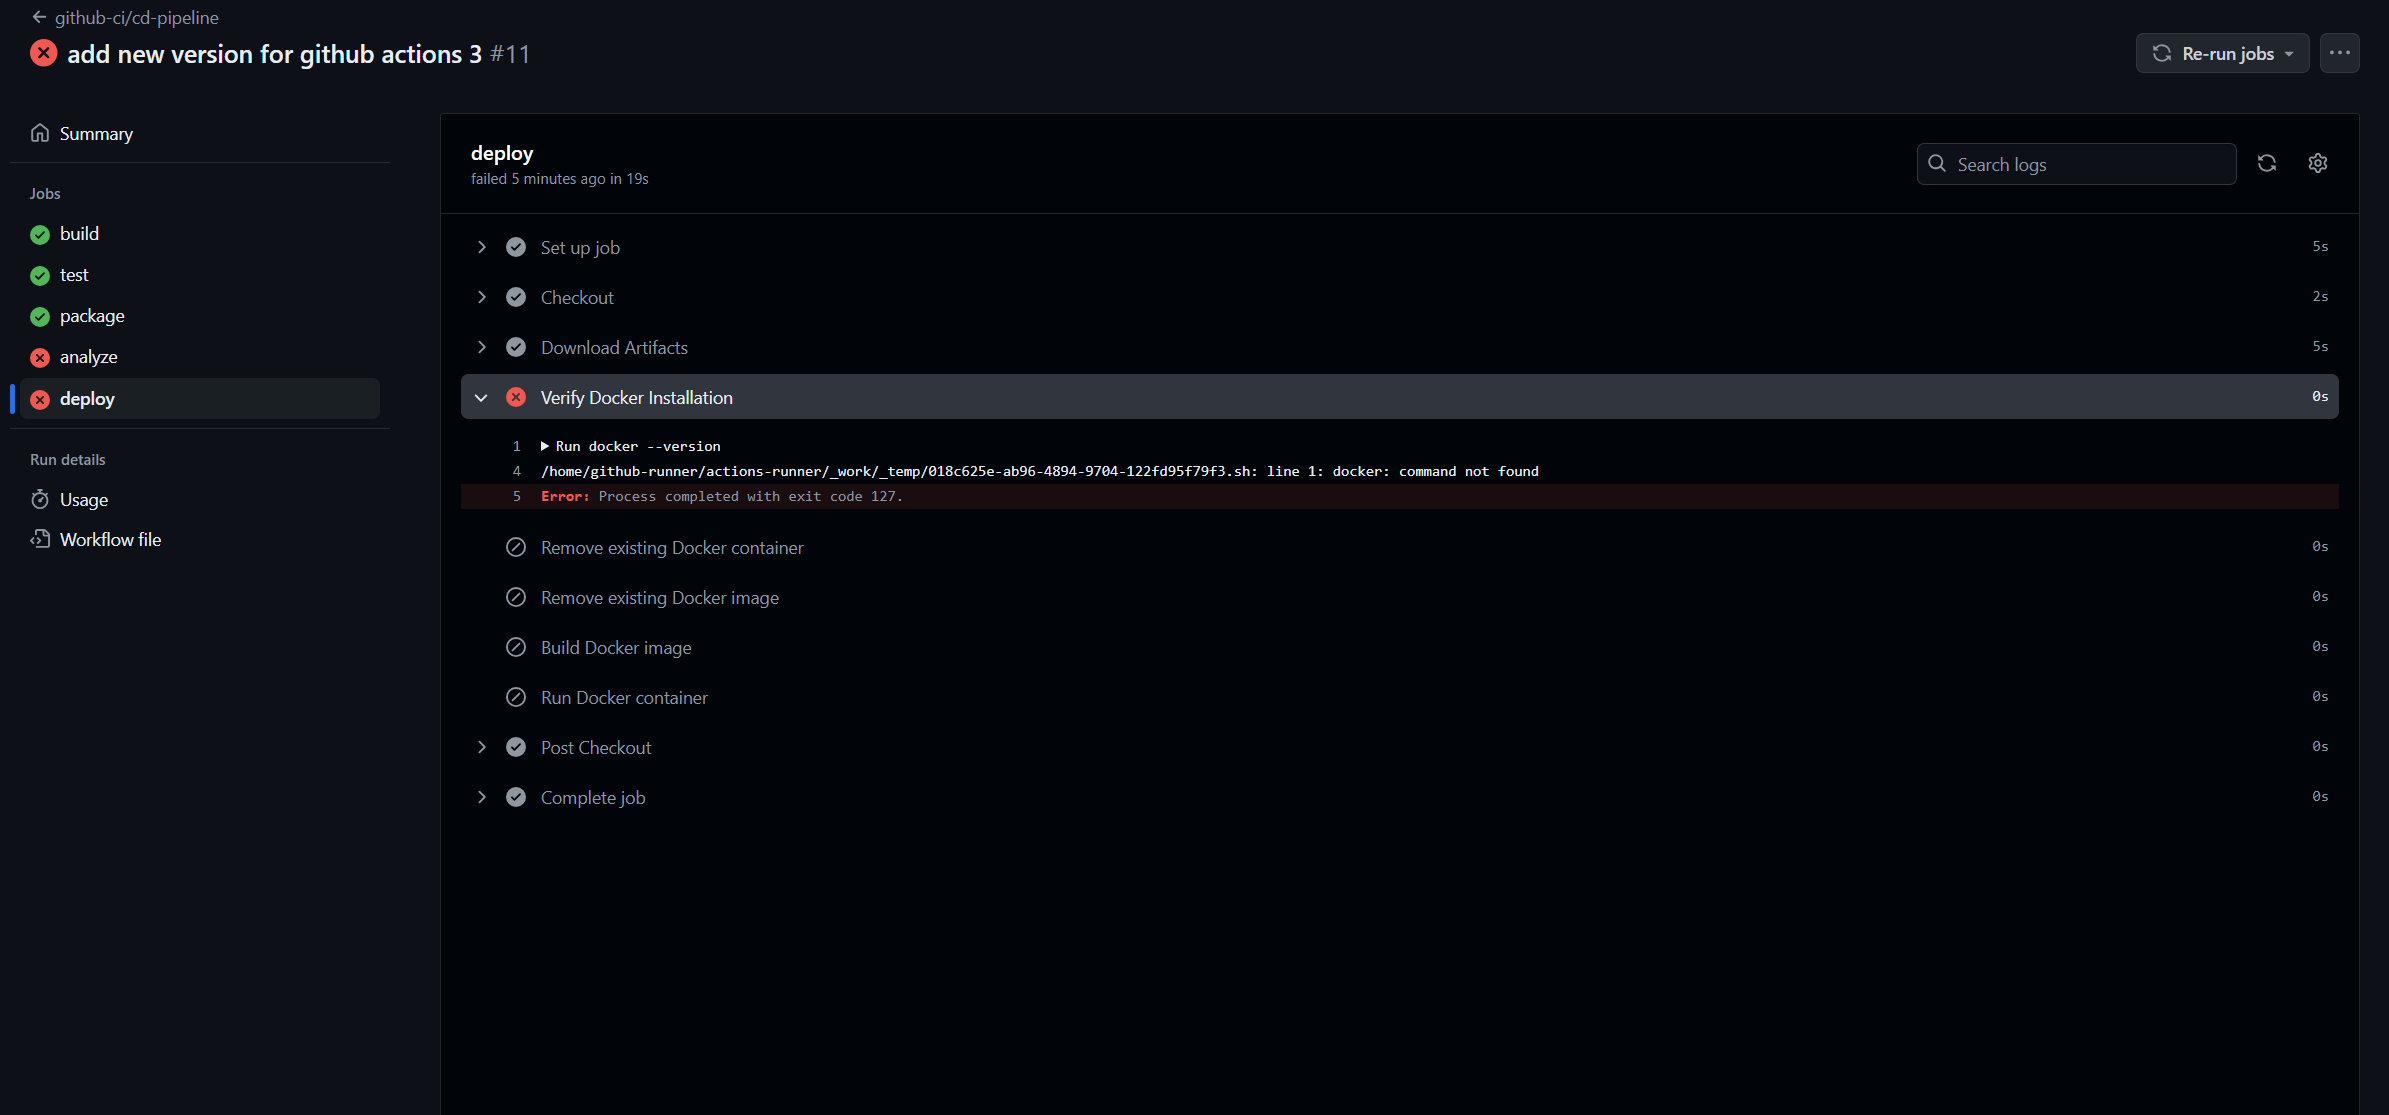 github-ci/cd-pipeline
add new version for github actions 3 #11
Re-run jobs
Summary
Jobs
build
test
package
analyze
deploy
Run details
Usage
Workflow file
deploy
failed 5 minutes ago in 19s
Search logs
Set up job 5s
Checkout 2s
Download Artifacts 5s
Verify Docker Installation 0s
1 Run docker --version
4 /home/github-runner/actions-runner/_work/_temp/018c625e-ab96-4894-9704-122fd95f79f3.sh: line 1: docker: command not found
5 Error: Process completed with exit code 127.
Remove existing Docker container 0s
Remove existing Docker image 0s
Build Docker image 0s
Run Docker container 0s
Post Checkout 0s
Complete job 0s